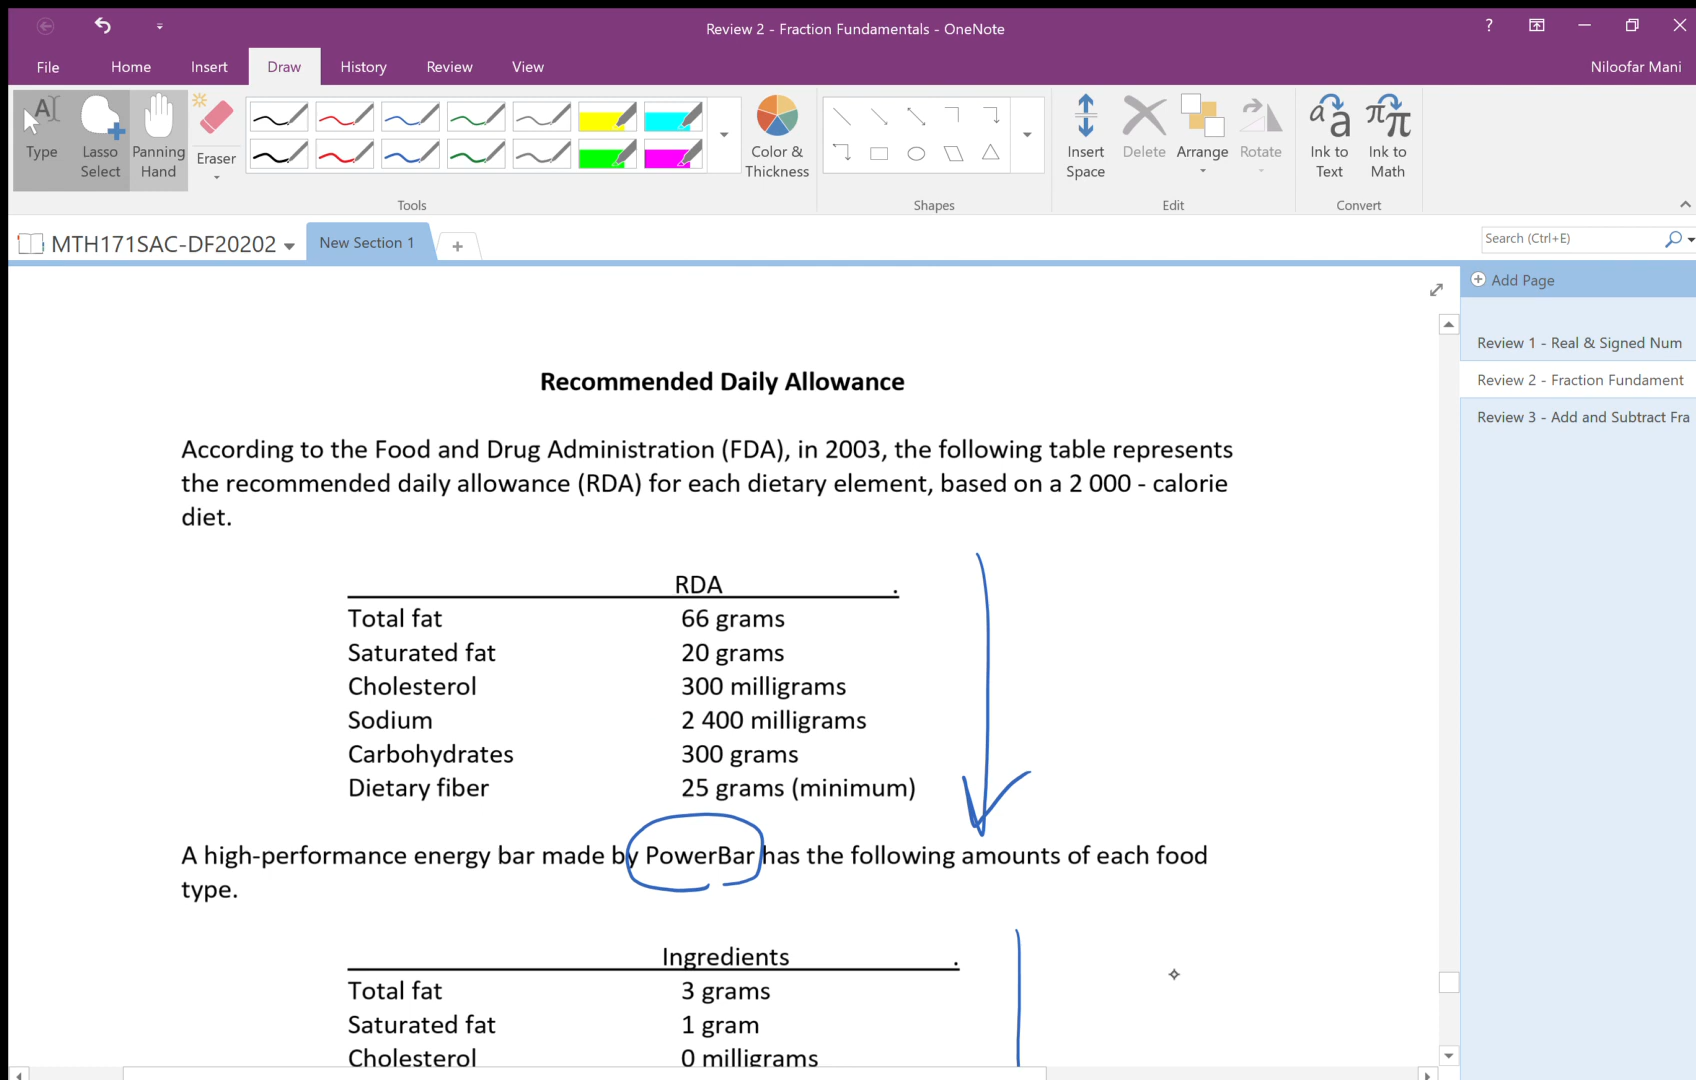 Review 2 - Fraction Fundamentals - OneNote
?
File Home Insert Draw History Review View Niloofar Mani
Type
Lasso Select
Panning Hand
Eraser
Color & Thickness
Insert Space
Delete
Arrange
Rotate
Ink to Text
Ink to Math
Tools Shapes Edit Convert
MTH171SAC-DF20202 New Section 1 +
Search (Ctrl+E)
Add Page
Review 1 - Real & Signed Num
Review 2 - Fraction Fundament
Review 3 - Add and Subtract Fra
Recommended Daily Allowance
According to the Food and Drug Administration (FDA), in 2003, the following table represents
the recommended daily allowance (RDA) for each dietary element, based on a 2 000 - calorie
diet.
RDA .
Total fat 66 grams
Saturated fat 20 grams
Cholesterol 300 milligrams
Sodium 2 400 milligrams
Carbohydrates 300 grams
Dietary fiber 25 grams (minimum)
A high-performance energy bar made by PowerBar has the following amounts of each food
type.
Ingredients .
Total fat 3 grams
Saturated fat 1 gram
Cholesterol 0 milligrams